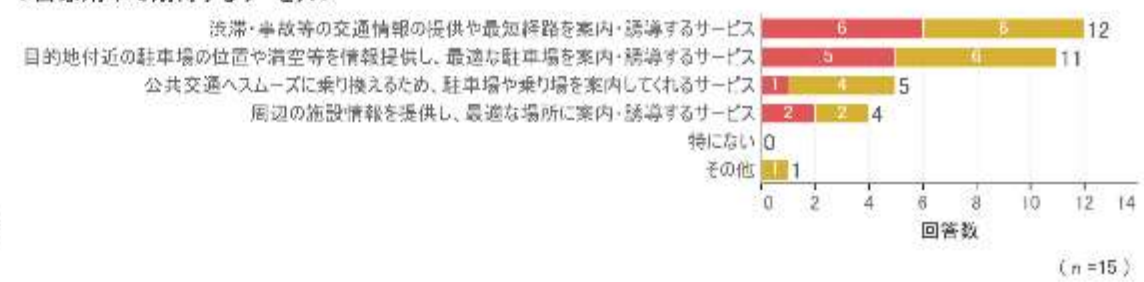 渋滞・事故等の交通情報の提供や最短経路を案内・誘導するサービス 6 6 12
目的地付近の駐車場の位置や満空等を情報提供し、最適な駐車場を案内・誘導するサービス 5 6 11
公共交通へスムーズに乗り換えるため、駐車場や乗り場を案内してくれるサービス 1 4 5
周辺の施設情報を提供し、最適な場所に案内・誘導するサービス 2 2 4
特にない 0
その他 1 1
0 2 4 6 8 10 12 14
回答数
(n=15)